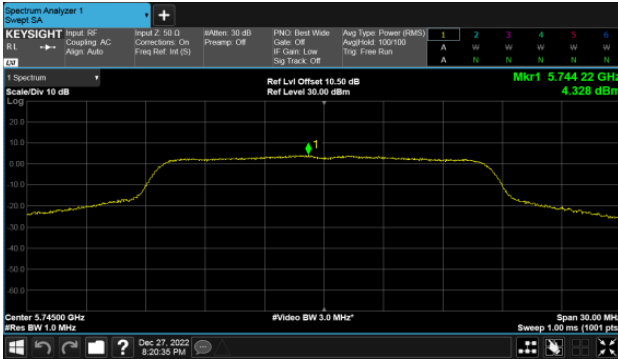 Spectrum Analyzer 1
Swept SA
+
KEYSIGHT
RL
LXI
Input: RF
Coupling: AC
Align: Auto
Input Z: 50 Ω
Corrections: On
Freq Ref: Int (S)
#Atten: 30 dB
Preamp: Off
PNO: Best Wide
Gate: Off
IF Gain: Low
Sig Track: Off
Avg Type: Power (RMS)
Avg|Hold: 100/100
Trig: Free Run
1 2 3 4 5 6
A W W W W W
A N N N N N
1 Spectrum
Scale/Div 10 dB
Log
Ref Lvl Offset 10.50 dB
Ref Level 30.00 dBm
Mkr1 5.744 22 GHz
4.328 dBm
20.0
10.0
0.00
-10.0
-20.0
-30.0
-40.0
-50.0
-60.0
1
Center 5.74500 GHz
#Res BW 1.0 MHz
#Video BW 3.0 MHz*
Span 30.00 MHz
Sweep 1.00 ms (1001 pts)
?
Dec 27, 2022
8:20:35 PM